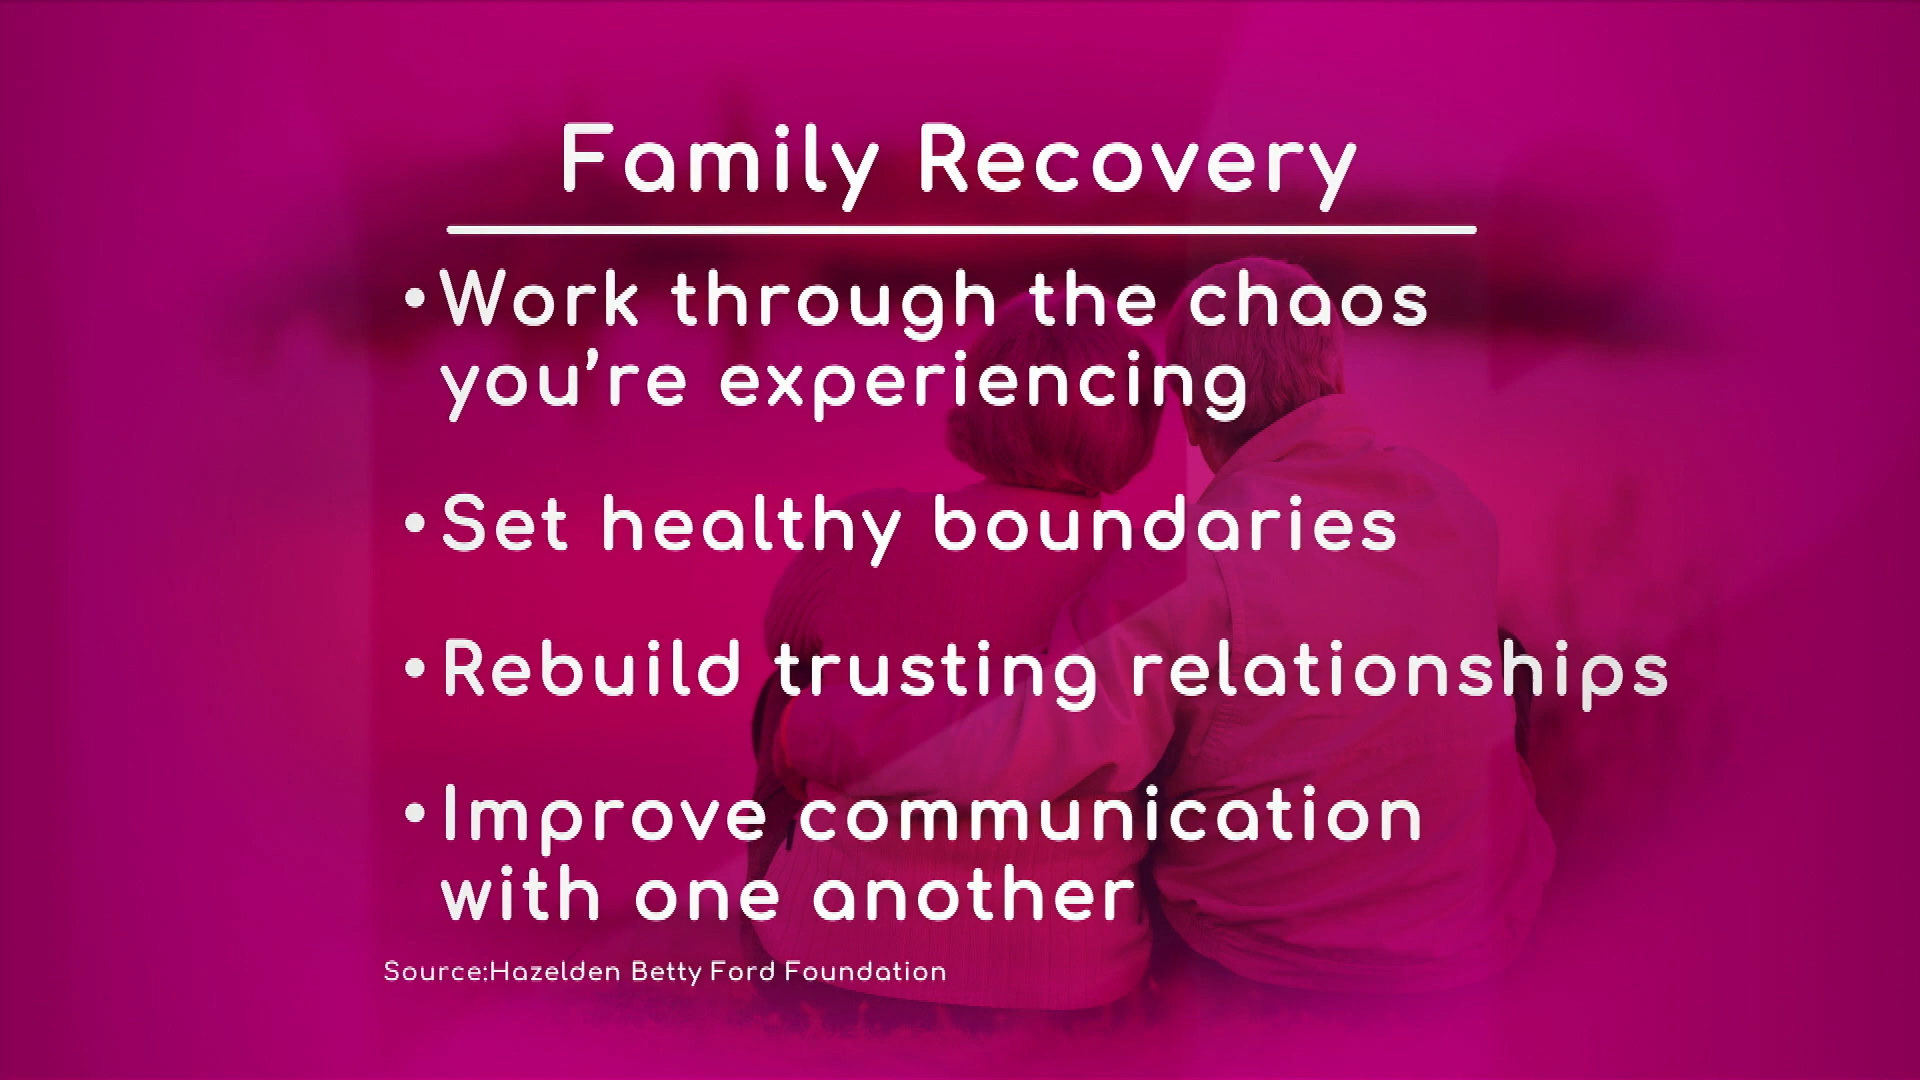 Family Recovery
•Work through the chaos
you’re experiencing
•Set healthy boundaries
•Rebuild trusting relationships
•Improve communication
with one another
Source:Hazelden Betty Ford Foundation